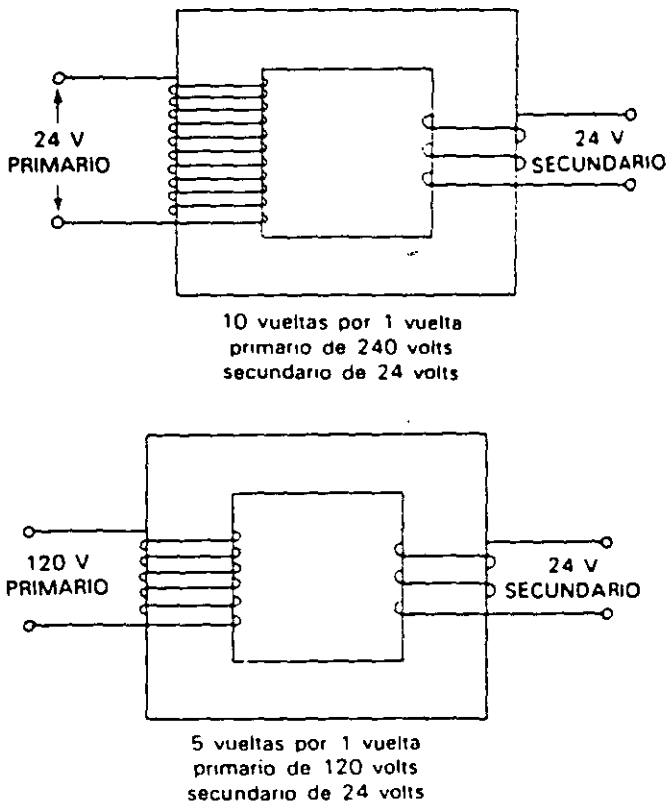 24 V
PRIMARIO
24 V
SECUNDARIO
10 vueltas por 1 vuelta
primario de 240 volts
secundario de 24 volts
120 V
PRIMARIO
24 V
SECUNDARIO
5 vueltas por 1 vuelta
primario de 120 volts
secundario de 24 volts